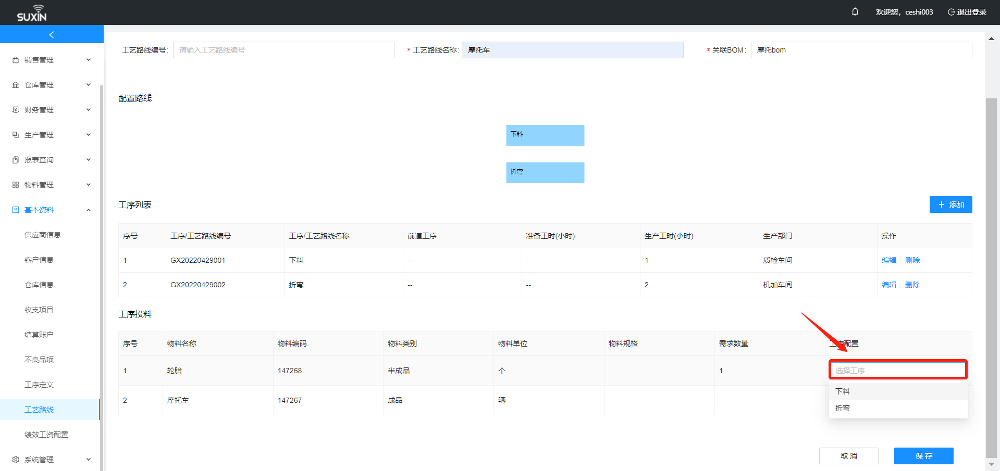 SUXIN
欢迎您，ceshi003
退出登录
销售管理
仓库管理
财务管理
生产管理
报表查询
物料管理
基本资料
供应商信息
客户信息
仓库信息
收支项目
结算账户
不良品项
工序定义
工艺路线
绩效工资配置
系统管理
工艺路线编号: 请输入工艺路线编号
* 工艺路线名称: 摩托车
* 关联BOM: 摩托bom
配置路线
下料
折弯
工序列表
+ 添加
序号 工序/工艺路线编号 工序/工艺路线名称 前道工序 准备工时(小时) 生产工时(小时) 生产部门 操作
1 GX20220429001 下料 -- -- 1 质检车间 编辑 删除
2 GX20220429002 折弯 -- -- 2 机加车间 编辑 删除
工序投料
序号 物料名称 物料编码 物料类别 物料单位 物料规格 需求数量 工序配置
1 轮胎 147268 半成品 个 1 选择工序
2 摩托车 147267 成品 辆
下料
折弯
取 消
保 存